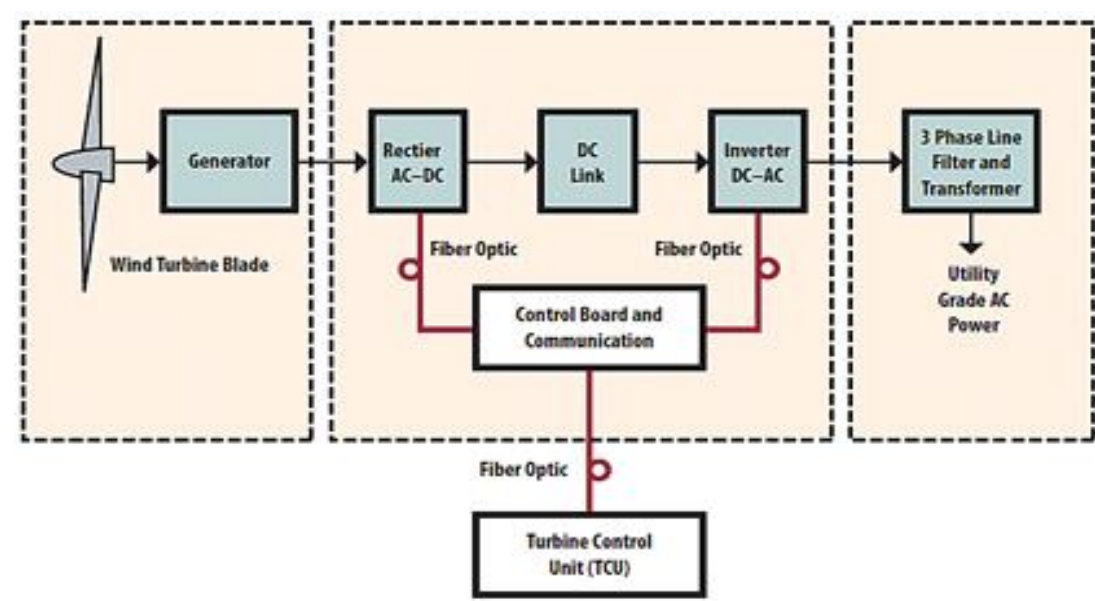 Generator
Rectier
AC–DC
DC
Link
Inverter
DC–AC
3 Phase Line
Filter and
Transformer
Wind Turbine Blade
Fiber Optic
Fiber Optic
Utility
Grade AC
Power
Control Board and
Communication
Fiber Optic
Turbine Control
Unit (TCU)